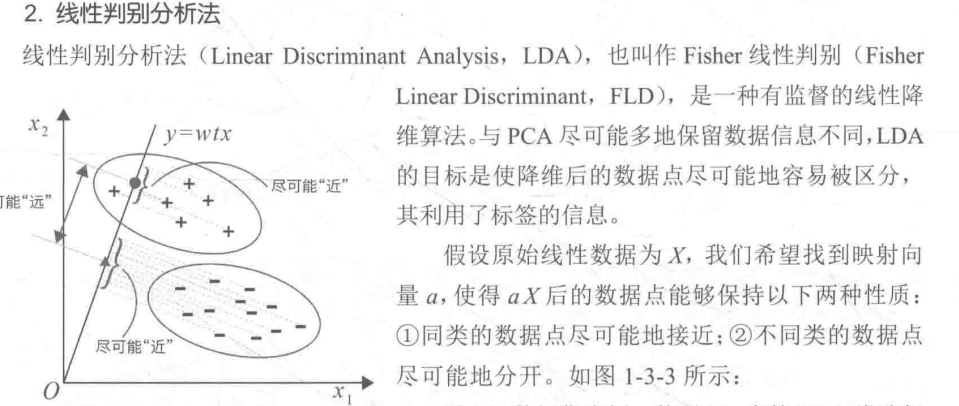 2. 线性判别分析法
线性判别分析法（Linear Discriminant Analysis，LDA），也叫作 Fisher 线性判别（Fisher
Linear Discriminant，FLD），是一种有监督的线性降
维算法。与 PCA 尽可能多地保留数据信息不同，LDA
的目标是使降维后的数据点尽可能地容易被区分，
其利用了标签的信息。
假设原始线性数据为 X，我们希望找到映射向
量 a，使得 aX 后的数据点能够保持以下两种性质：
①同类的数据点尽可能地接近；②不同类的数据点
尽可能地分开。如图 1-3-3 所示：
x2
y=wtx
尽可能“近”
可能“远”
尽可能“近”
O
x1